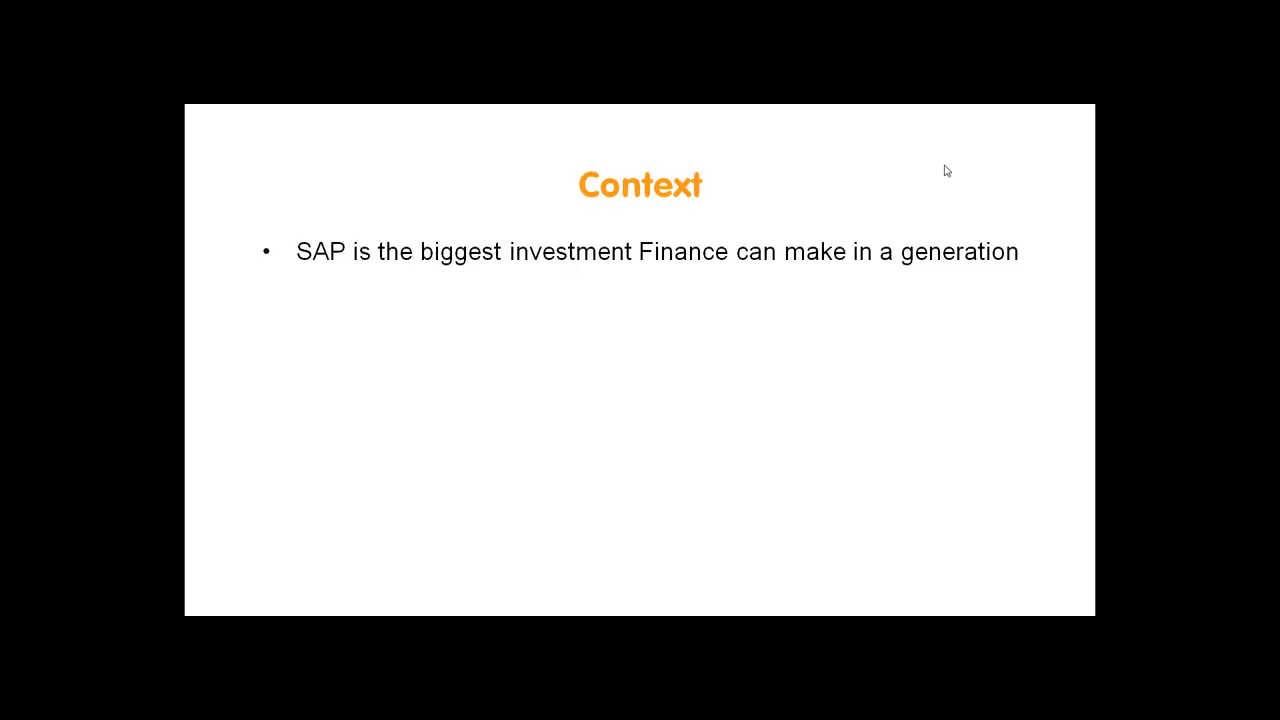 Context
• SAP is the biggest investment Finance can make in a generation